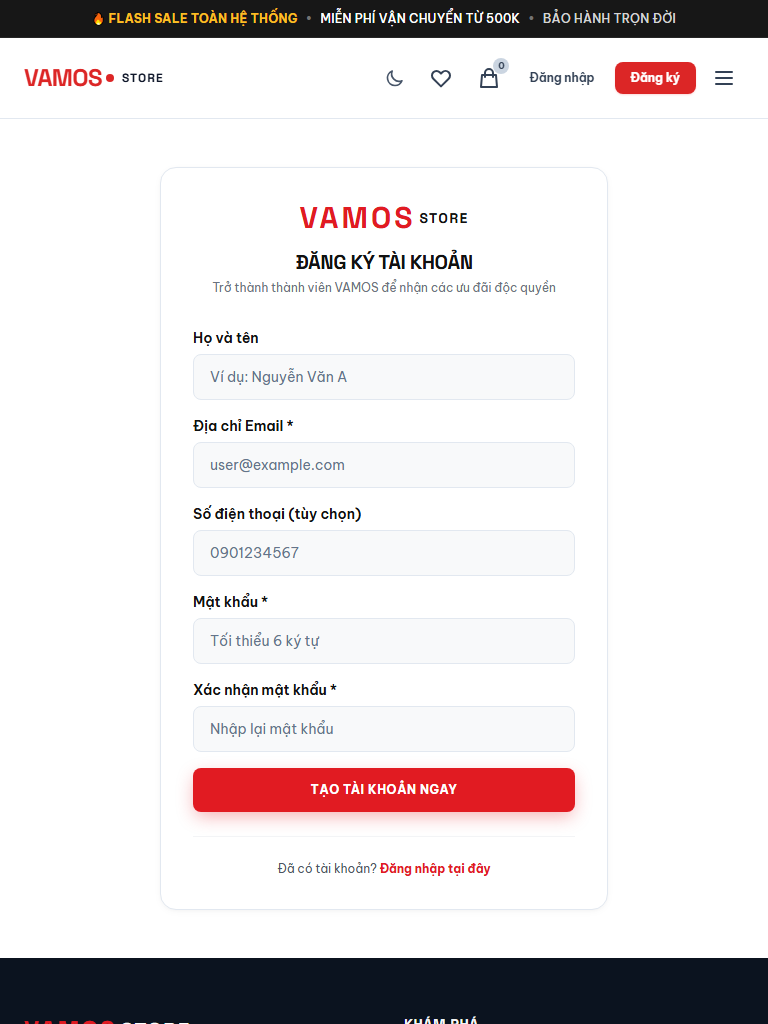 🔥 FLASH SALE TOÀN HỆ THỐNG • MIỄN PHÍ VẬN CHUYỂN TỪ 500K • BẢO HÀNH TRỌN ĐỜI
VAMOS STORE 0 Đăng nhập Đăng ký
VAMOS STORE
ĐĂNG KÝ TÀI KHOẢN
Trở thành thành viên VAMOS để nhận các ưu đãi độc quyền
Họ và tên
Ví dụ: Nguyễn Văn A
Địa chỉ Email *
user@example.com
Số điện thoại (tùy chọn)
0901234567
Mật khẩu *
Tối thiểu 6 ký tự
Xác nhận mật khẩu *
Nhập lại mật khẩu
TẠO TÀI KHOẢN NGAY
Đã có tài khoản? Đăng nhập tại đây
VAMOS STORE KHÁM PHÁ